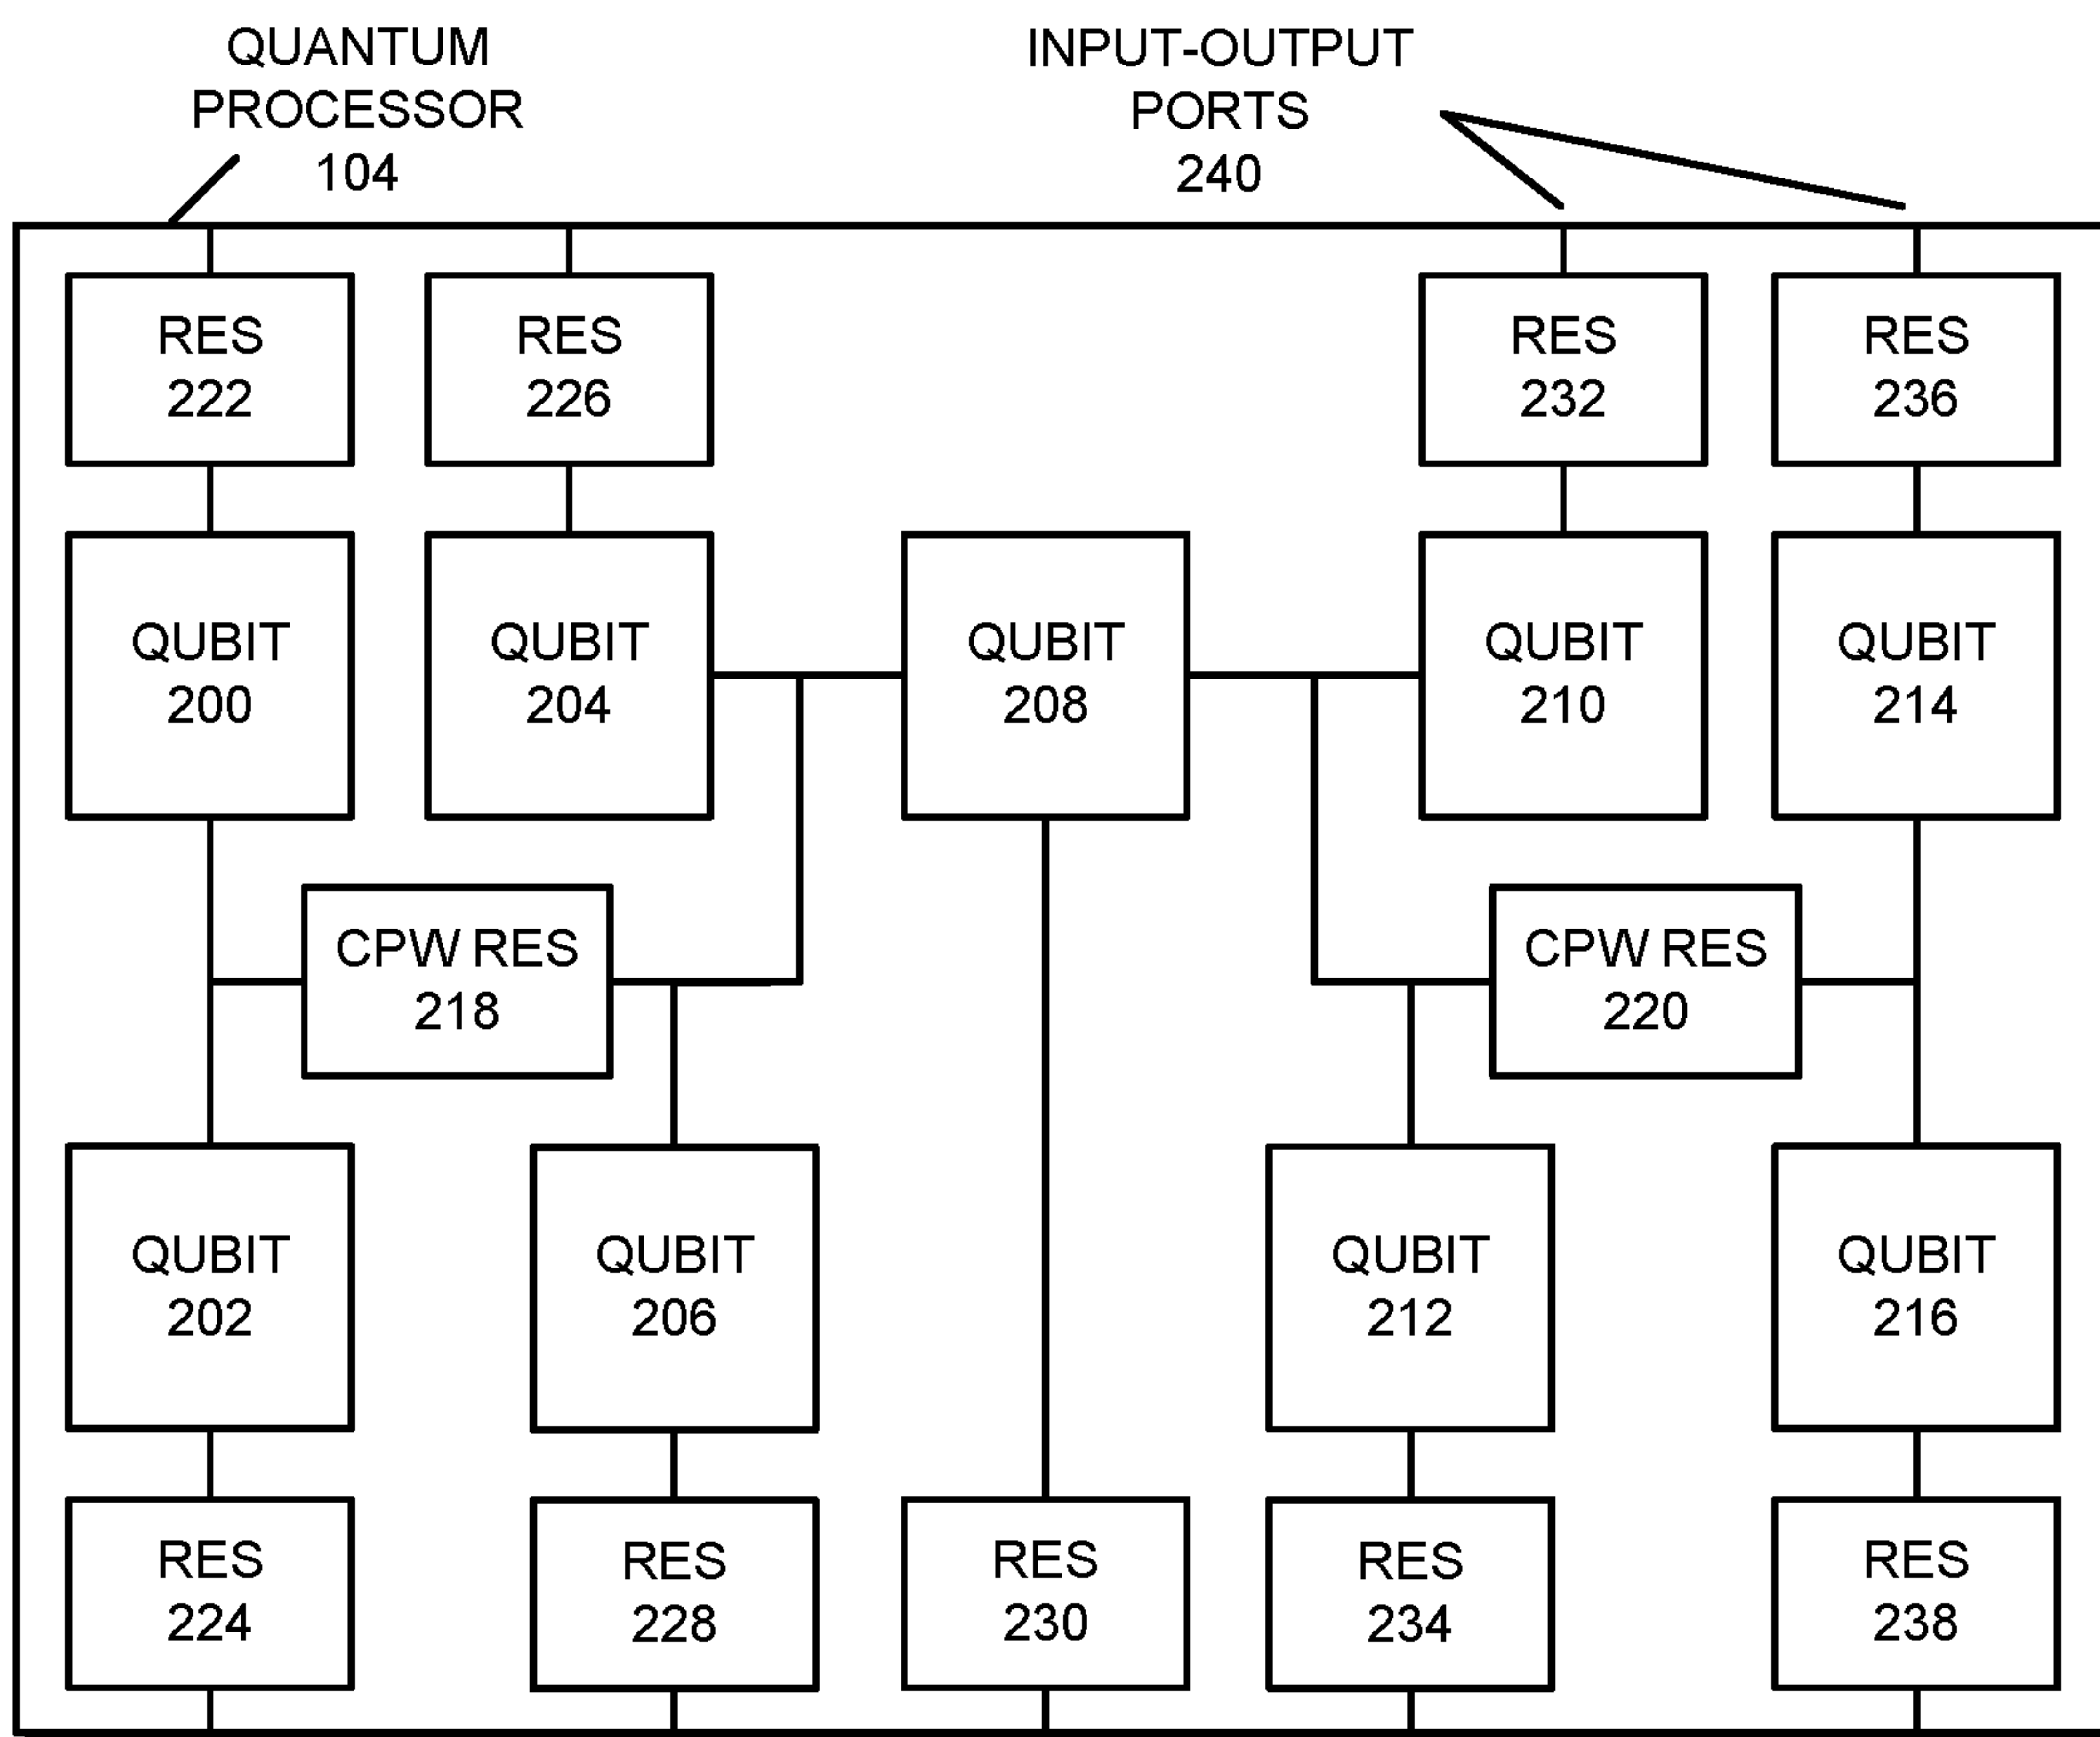 QUANTUM
PROCESSOR
104
INPUT-OUTPUT
PORTS
240
RES
222
RES
226
RES
232
RES
236
QUBIT
200
QUBIT
204
QUBIT
208
QUBIT
210
QUBIT
214
CPW RES
218
CPW RES
220
QUBIT
202
QUBIT
206
QUBIT
212
QUBIT
216
RES
224
RES
228
RES
230
RES
234
RES
238